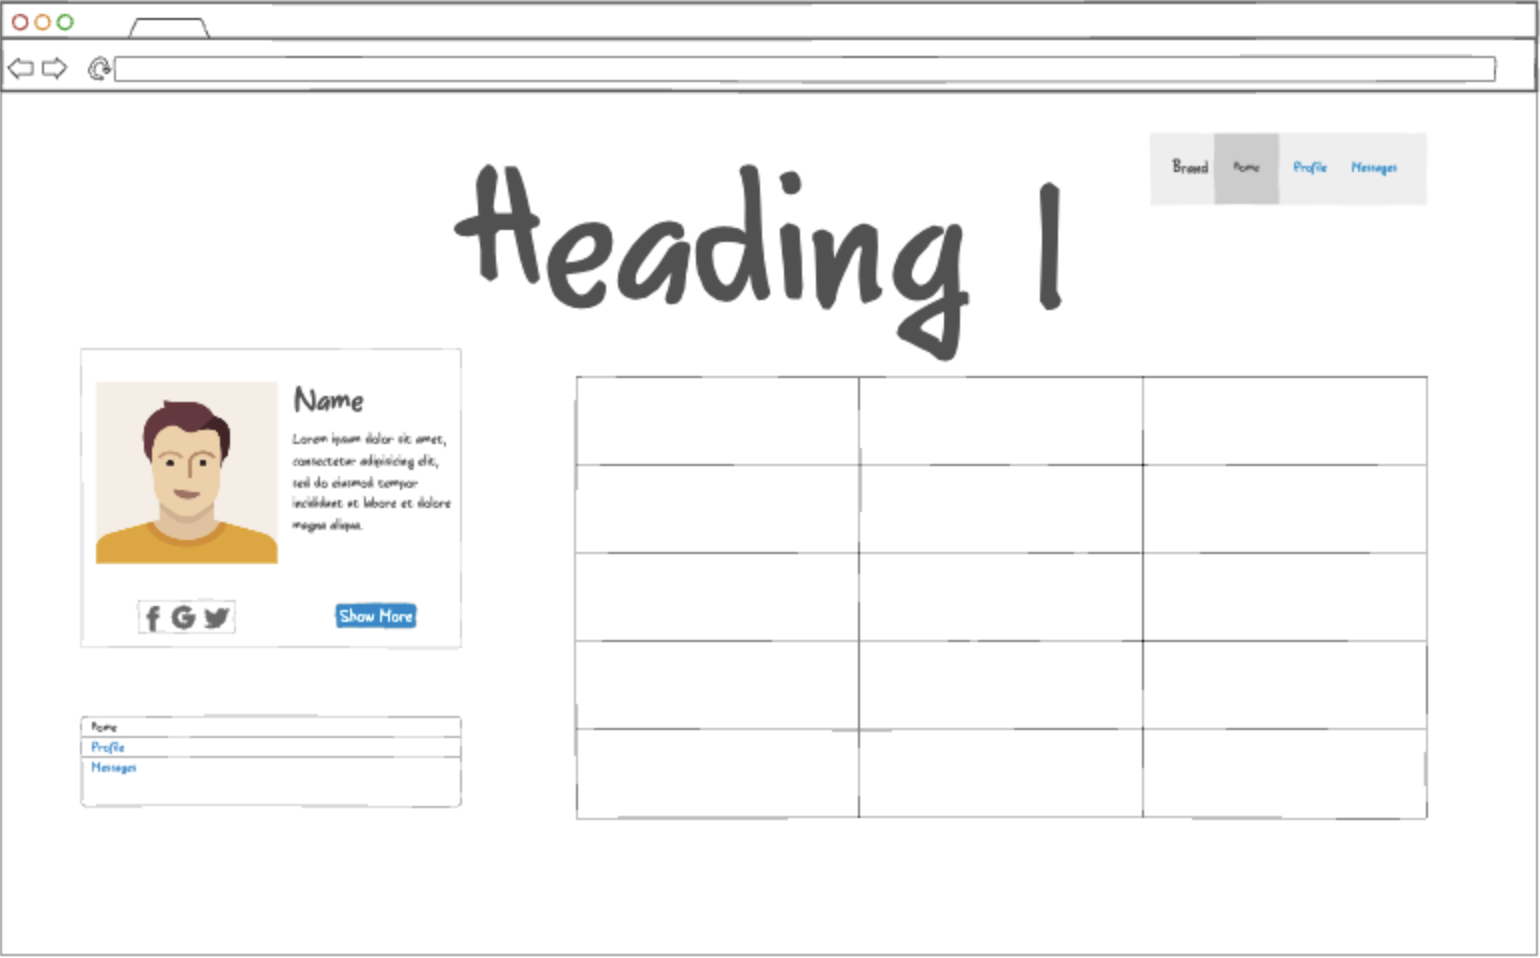 Brand Home Profile Messages
Heading 1
Name
Lorem ipsum dolor sit amet,
consectetur adipisicing elit,
sed do eiusmod tempor
incididunt ut labore et dolore
magna aliqua.
Show More
Home
Profile
Messages